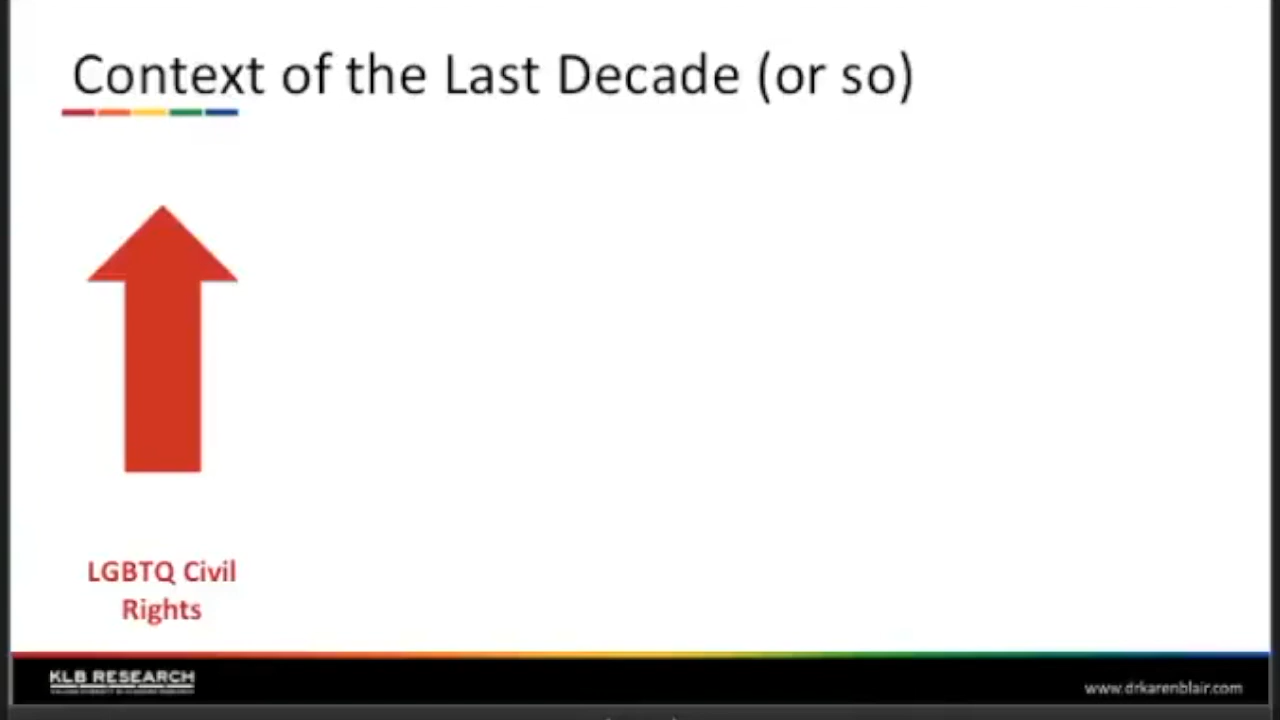 Context of the Last Decade (or so)
LGBTQ Civil
Rights
KLB RESEARCH
www.drkarenblair.com